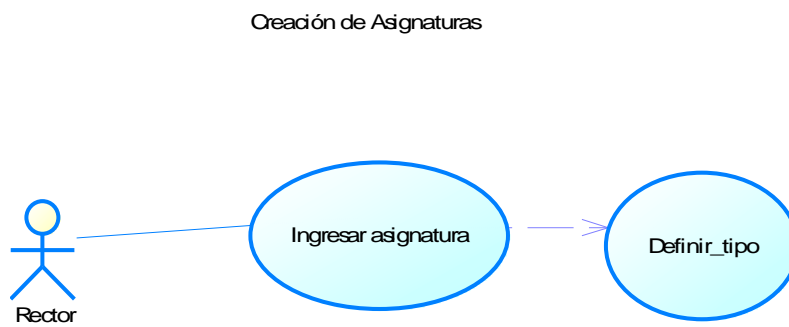 Creación de Asignaturas
Ingresar asignatura
Definir_tipo
Rector